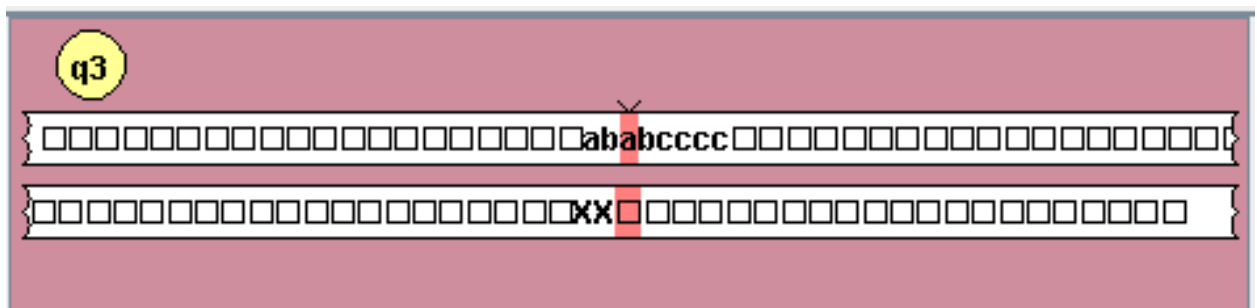 q3
□□□□□□□□□□□□□□□□□□□□ababcccc□□□□□□□□□□□□□□□□□□□
□□□□□□□□□□□□□□□□□□□□XX□□□□□□□□□□□□□□□□□□□□□